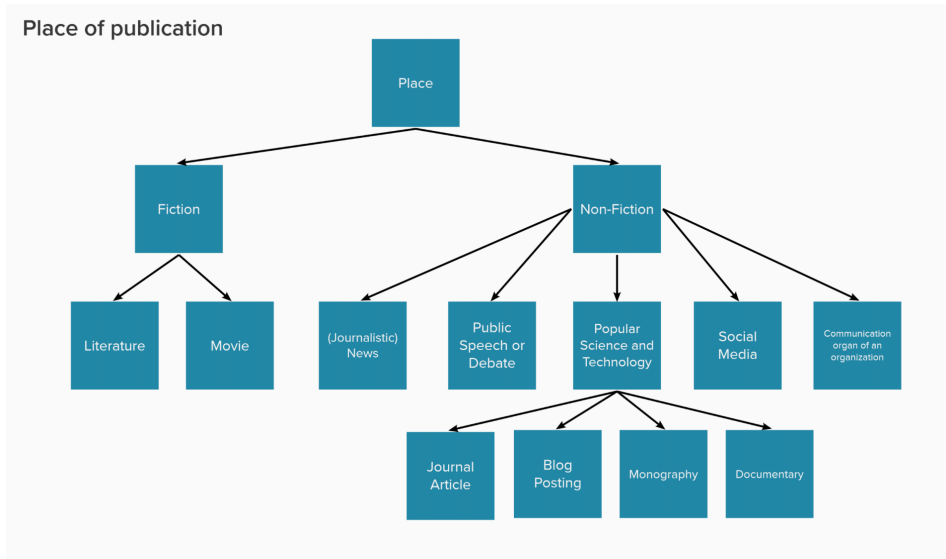 Place of publication
Place
Fiction
Non-Fiction
Literature
Movie
(Journalistic)
News
Public
Speech or
Debate
Popular
Science and
Technology
Social
Media
Communication
organ of an
organization
Journal
Article
Blog
Posting
Monography
Documentary